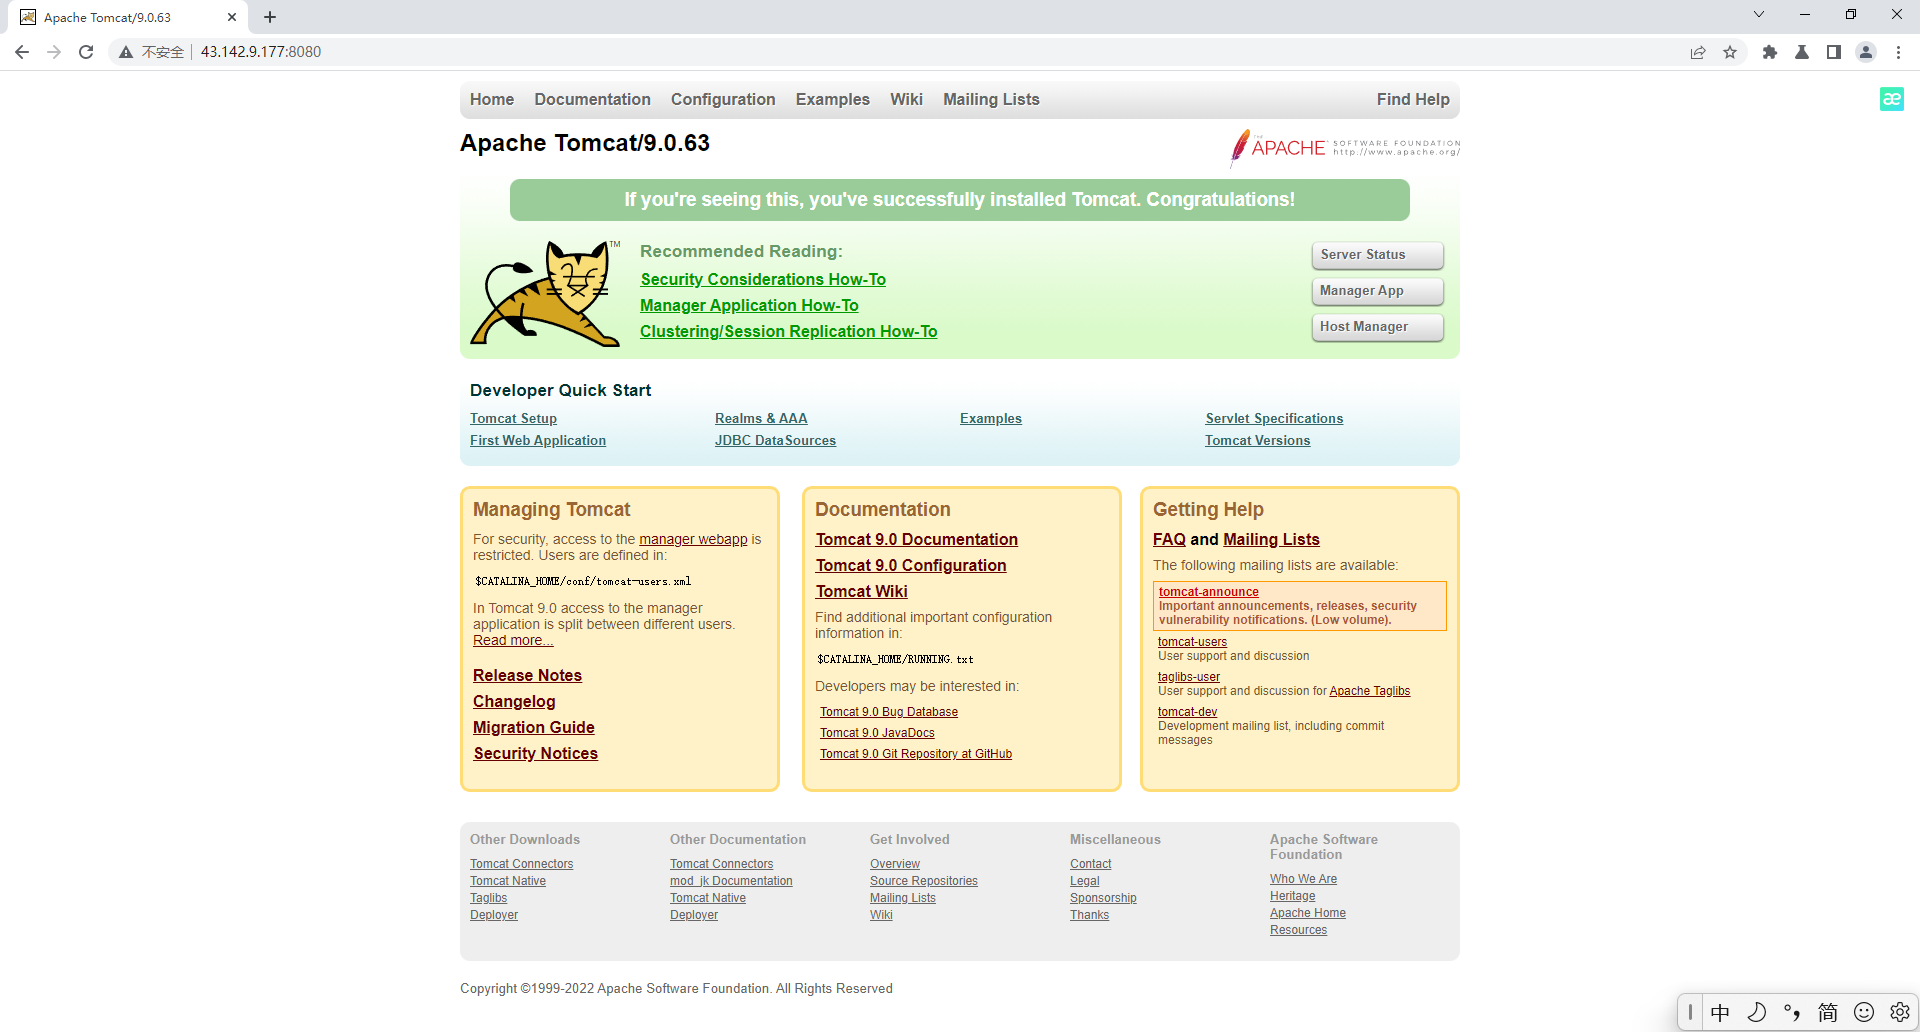 Apache Tomcat/9.0.63
不安全 43.142.9.177:8080
Home Documentation Configuration Examples Wiki Mailing Lists Find Help
Apache Tomcat/9.0.63
THE APACHE SOFTWARE FOUNDATION
http://www.apache.org/
If you're seeing this, you've successfully installed Tomcat. Congratulations!
TM
Recommended Reading:
Security Considerations How-To
Manager Application How-To
Clustering/Session Replication How-To
Server Status
Manager App
Host Manager
Developer Quick Start
Tomcat Setup
First Web Application
Realms & AAA
JDBC DataSources
Examples
Servlet Specifications
Tomcat Versions
Managing Tomcat
For security, access to the manager webapp is
restricted. Users are defined in:
$CATALINA_HOME/conf/tomcat-users.xml
In Tomcat 9.0 access to the manager
application is split between different users.
Read more...
Release Notes
Changelog
Migration Guide
Security Notices
Documentation
Tomcat 9.0 Documentation
Tomcat 9.0 Configuration
Tomcat Wiki
Find additional important configuration
information in:
$CATALINA_HOME/RUNNING.txt
Developers may be interested in:
Tomcat 9.0 Bug Database
Tomcat 9.0 JavaDocs
Tomcat 9.0 Git Repository at GitHub
Getting Help
FAQ and Mailing Lists
The following mailing lists are available:
tomcat-announce
Important announcements, releases, security
vulnerability notifications. (Low volume).
tomcat-users
User support and discussion
taglibs-user
User support and discussion for Apache Taglibs
tomcat-dev
Development mailing list, including commit
messages
Other Downloads
Tomcat Connectors
Tomcat Native
Taglibs
Deployer
Other Documentation
Tomcat Connectors
mod_jk Documentation
Tomcat Native
Deployer
Get Involved
Overview
Source Repositories
Mailing Lists
Wiki
Miscellaneous
Contact
Legal
Sponsorship
Thanks
Apache Software
Foundation
Who We Are
Heritage
Apache Home
Resources
Copyright ©1999-2022 Apache Software Foundation. All Rights Reserved
æ
中 °, 简